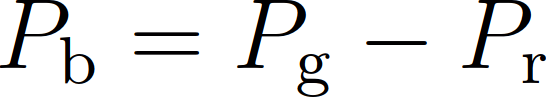 P_b = P_g − P_r